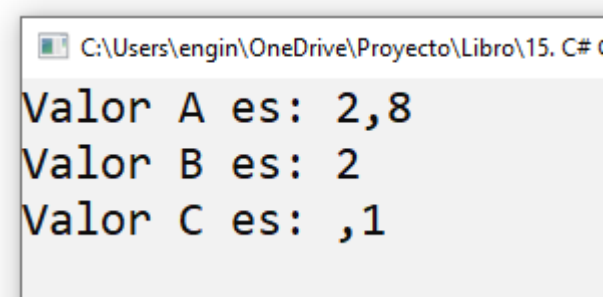 C:\Users\engin\OneDrive\Proyecto\Libro\15. C#
Valor A es: 2,8
Valor B es: 2
Valor C es: ,1